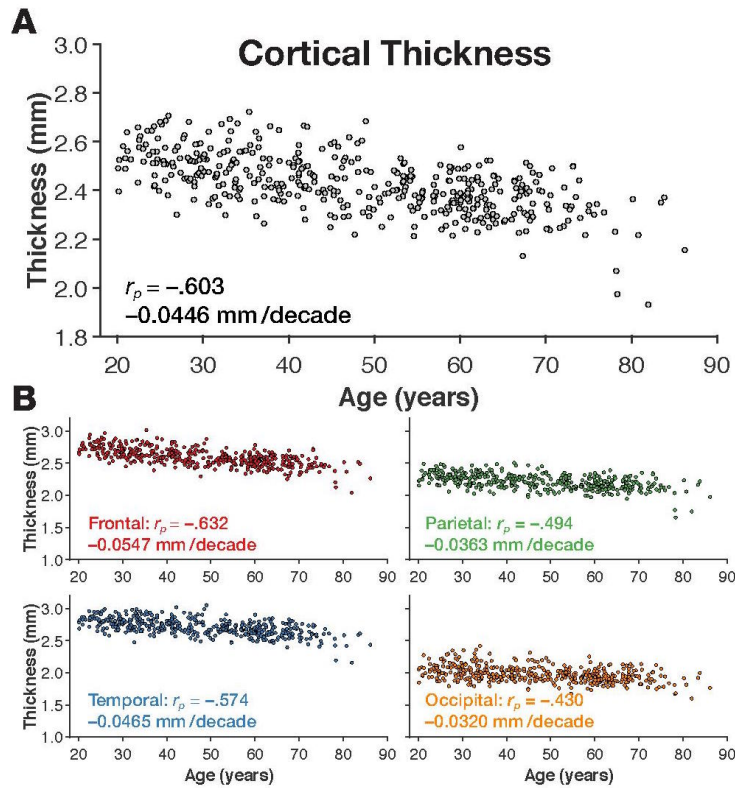 A
Cortical Thickness
3.0
2.8
2.6
2.4
2.2
2.0
1.8
Thickness (mm)
rₚ = –.603
–0.0446 mm/decade
20 30 40 50 60 70 80 90
Age (years)
B
3.0
2.5
2.0
1.5
1.0
Thickness (mm)
Frontal: rₚ = –.632
–0.0547 mm/decade
20 30 40 50 60 70 80 90
Parietal: rₚ = –.494
–0.0363 mm/decade
20 30 40 50 60 70 80 90
3.0
2.5
2.0
1.5
1.0
Thickness (mm)
Temporal: rₚ = –.574
–0.0465 mm/decade
20 30 40 50 60 70 80 90
Age (years)
Occipital: rₚ = –.430
–0.0320 mm/decade
20 30 40 50 60 70 80 90
Age (years)